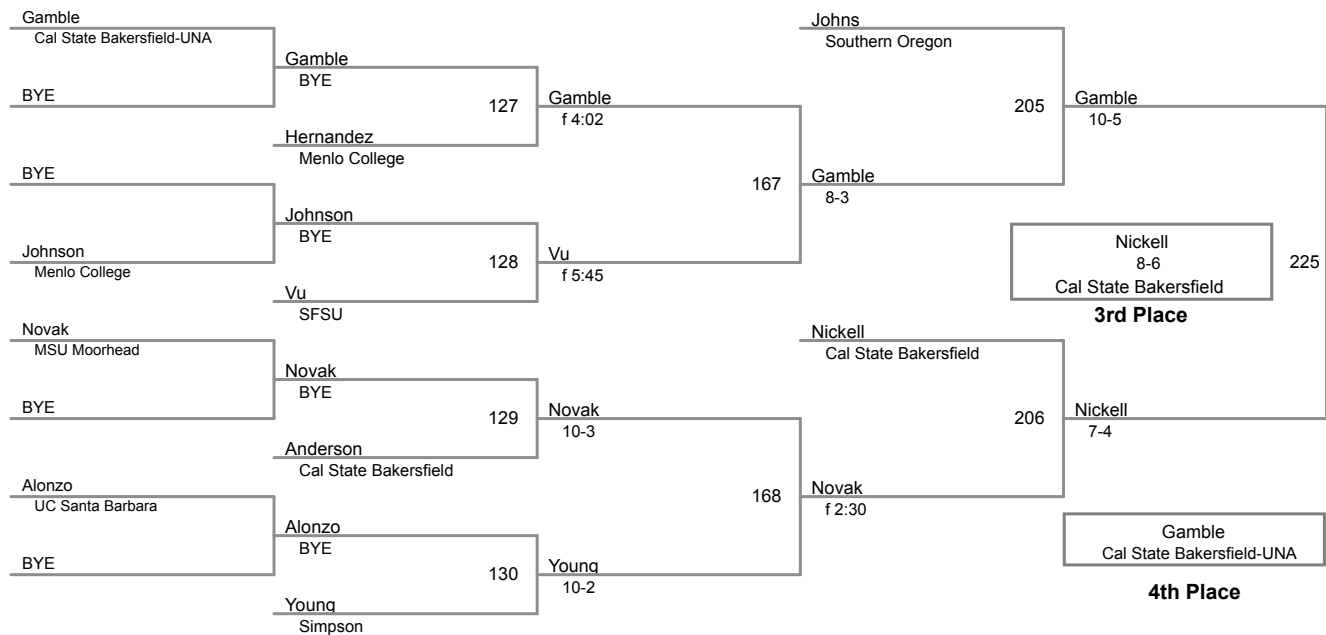 Gamble
Cal State Bakersfield-UNA
BYE
BYE
Johnson
Menlo College
Novak
MSU Moorhead
BYE
Alonzo
UC Santa Barbara
BYE
Gamble
BYE
127
Hernandez
Menlo College
Johnson
BYE
128
Vu
SFSU
Novak
BYE
129
Anderson
Cal State Bakersfield
Alonzo
BYE
130
Young
Simpson
Gamble
f 4:02
167
Vu
f 5:45
Novak
10-3
168
Young
10-2
Johns
Southern Oregon
205
Gamble
8-3
Nickell
Cal State Bakersfield
206
Novak
f 2:30
Gamble
10-5
Nickell
8-6
Cal State Bakersfield
225
3rd Place
Nickell
7-4
Gamble
Cal State Bakersfield-UNA
4th Place